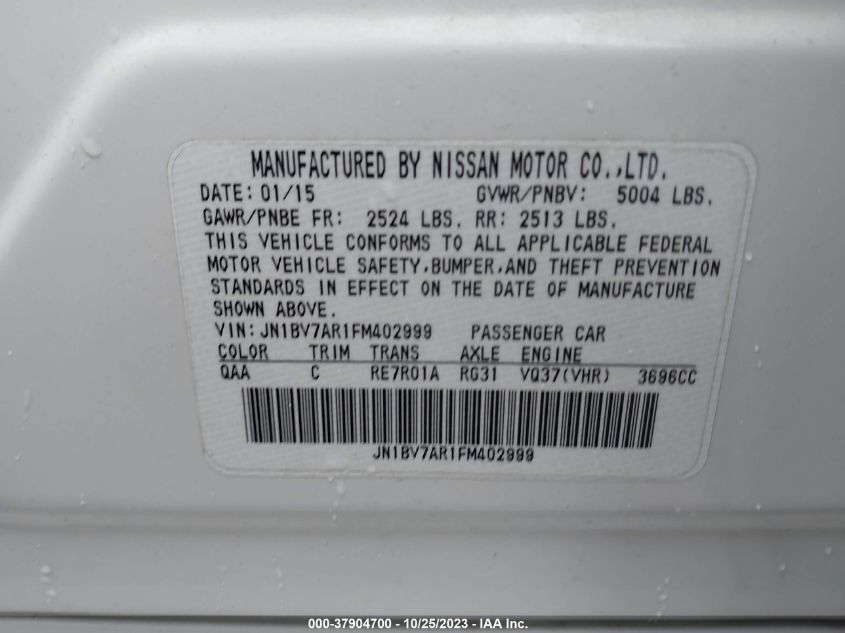 MANUFACTURED BY NISSAN MOTOR CO.,LTD.
DATE: 01/15 GVWR/PNBV: 5004 LBS.
GAWR/PNBE FR: 2524 LBS. RR: 2513 LBS.
THIS VEHICLE CONFORMS TO ALL APPLICABLE FEDERAL
MOTOR VEHICLE SAFETY,BUMPER,AND THEFT PREVENTION
STANDARDS IN EFFECT ON THE DATE OF MANUFACTURE
SHOWN ABOVE.
VIN: JN1BV7AR1FM402999 PASSENGER CAR
COLOR TRIM TRANS AXLE ENGINE
QAA C RE7R01A RG31 VQ37(VHR) 3696CC
JN1BV7AR1FM402999
000-37904700 - 10/25/2023 - IAA Inc.